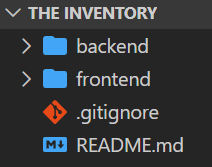 THE INVENTORY
backend
frontend
.gitignore
README.md